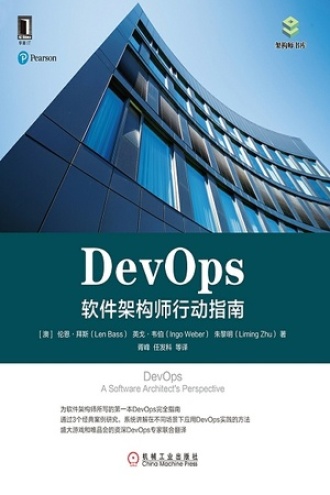 Pearson
架构师书库
DevOps
软件架构师行动指南
[澳] 伦恩·拜斯（Len Bass） 英戈·韦伯（Ingo Weber） 朱黎明（Liming Zhu） 著
胥峰 任发科 等译
DevOps
A Software Architect's Perspective
为软件架构师所写的第一本DevOps完全指南
通过3个经典案例研究，系统讲解在不同场景下应用DevOps实践的方法
盛大游戏和唯品会的资深DevOps专家联合翻译
机械工业出版社
China Machine Press